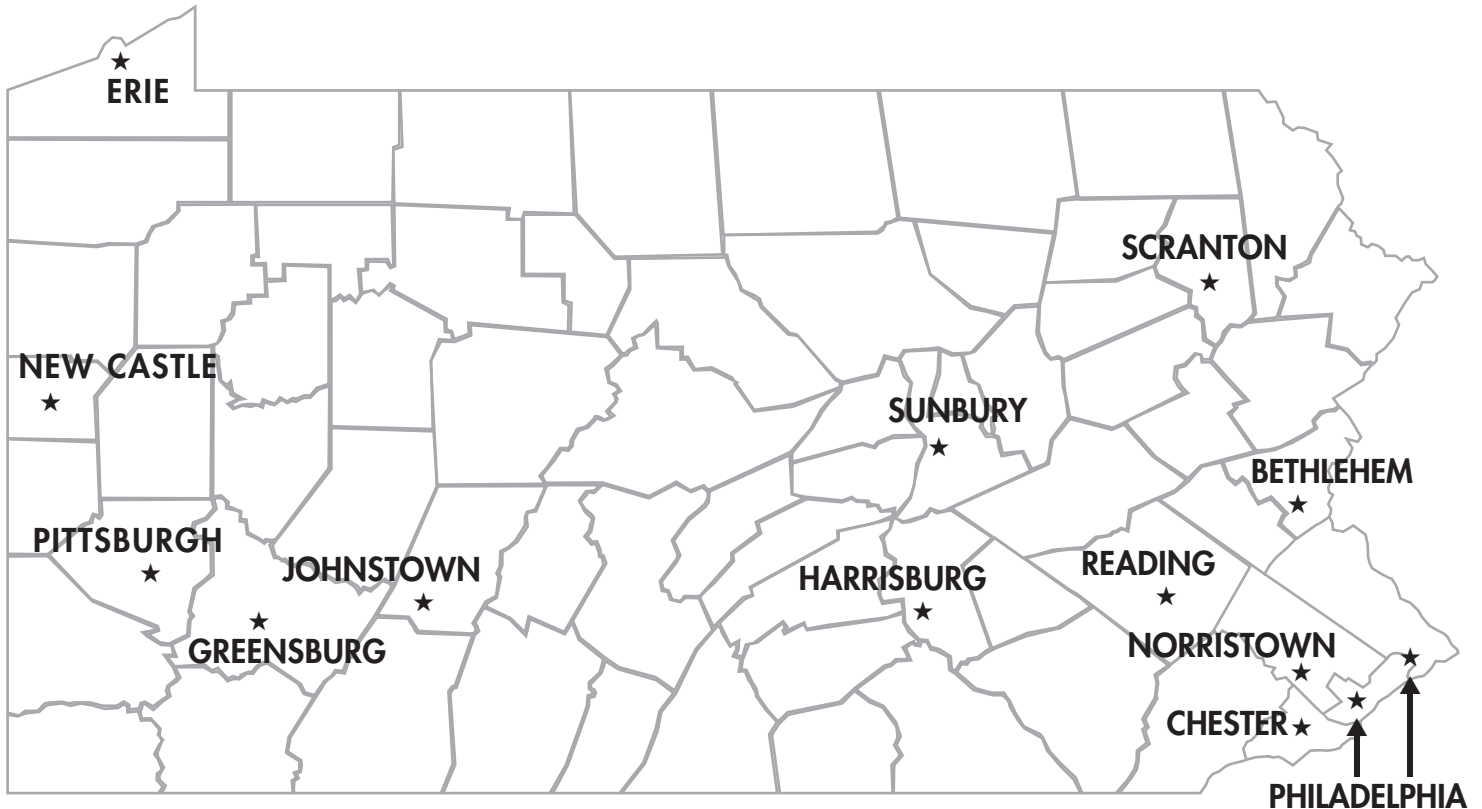 ERIE
SCRANTON
NEW CASTLE
SUNBURY
BETHLEHEM
PITTSBURGH
JOHNSTOWN
READING
HARRISBURG
NORRISTOWN
GREENSBURG
CHESTER
PHILADELPHIA